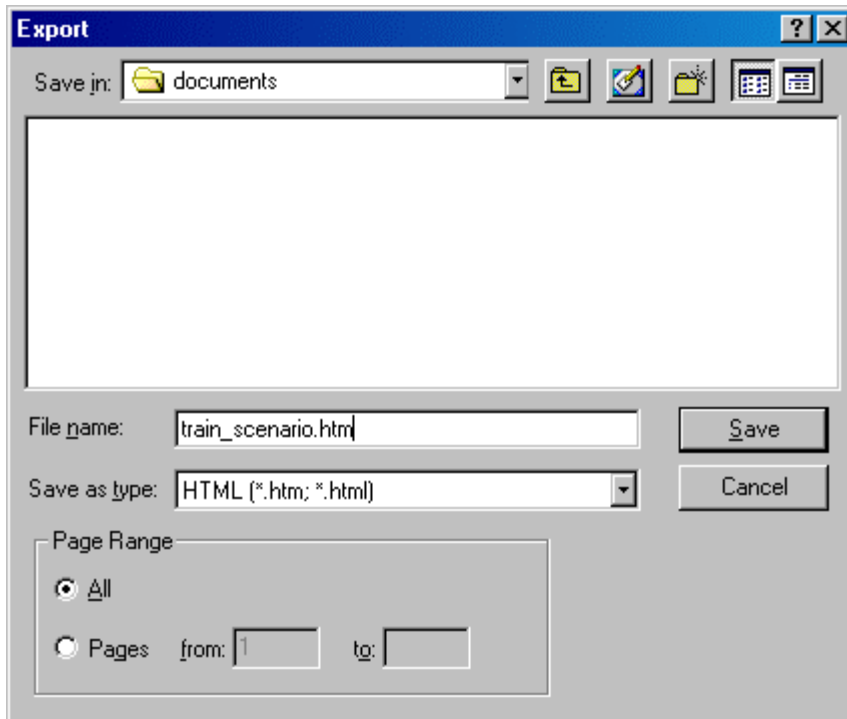 Export
Save in: documents
File name: train_scenario.htm Save
Save as type: HTML (*.htm; *.html) Cancel
Page Range
All
Pages from: 1 to: